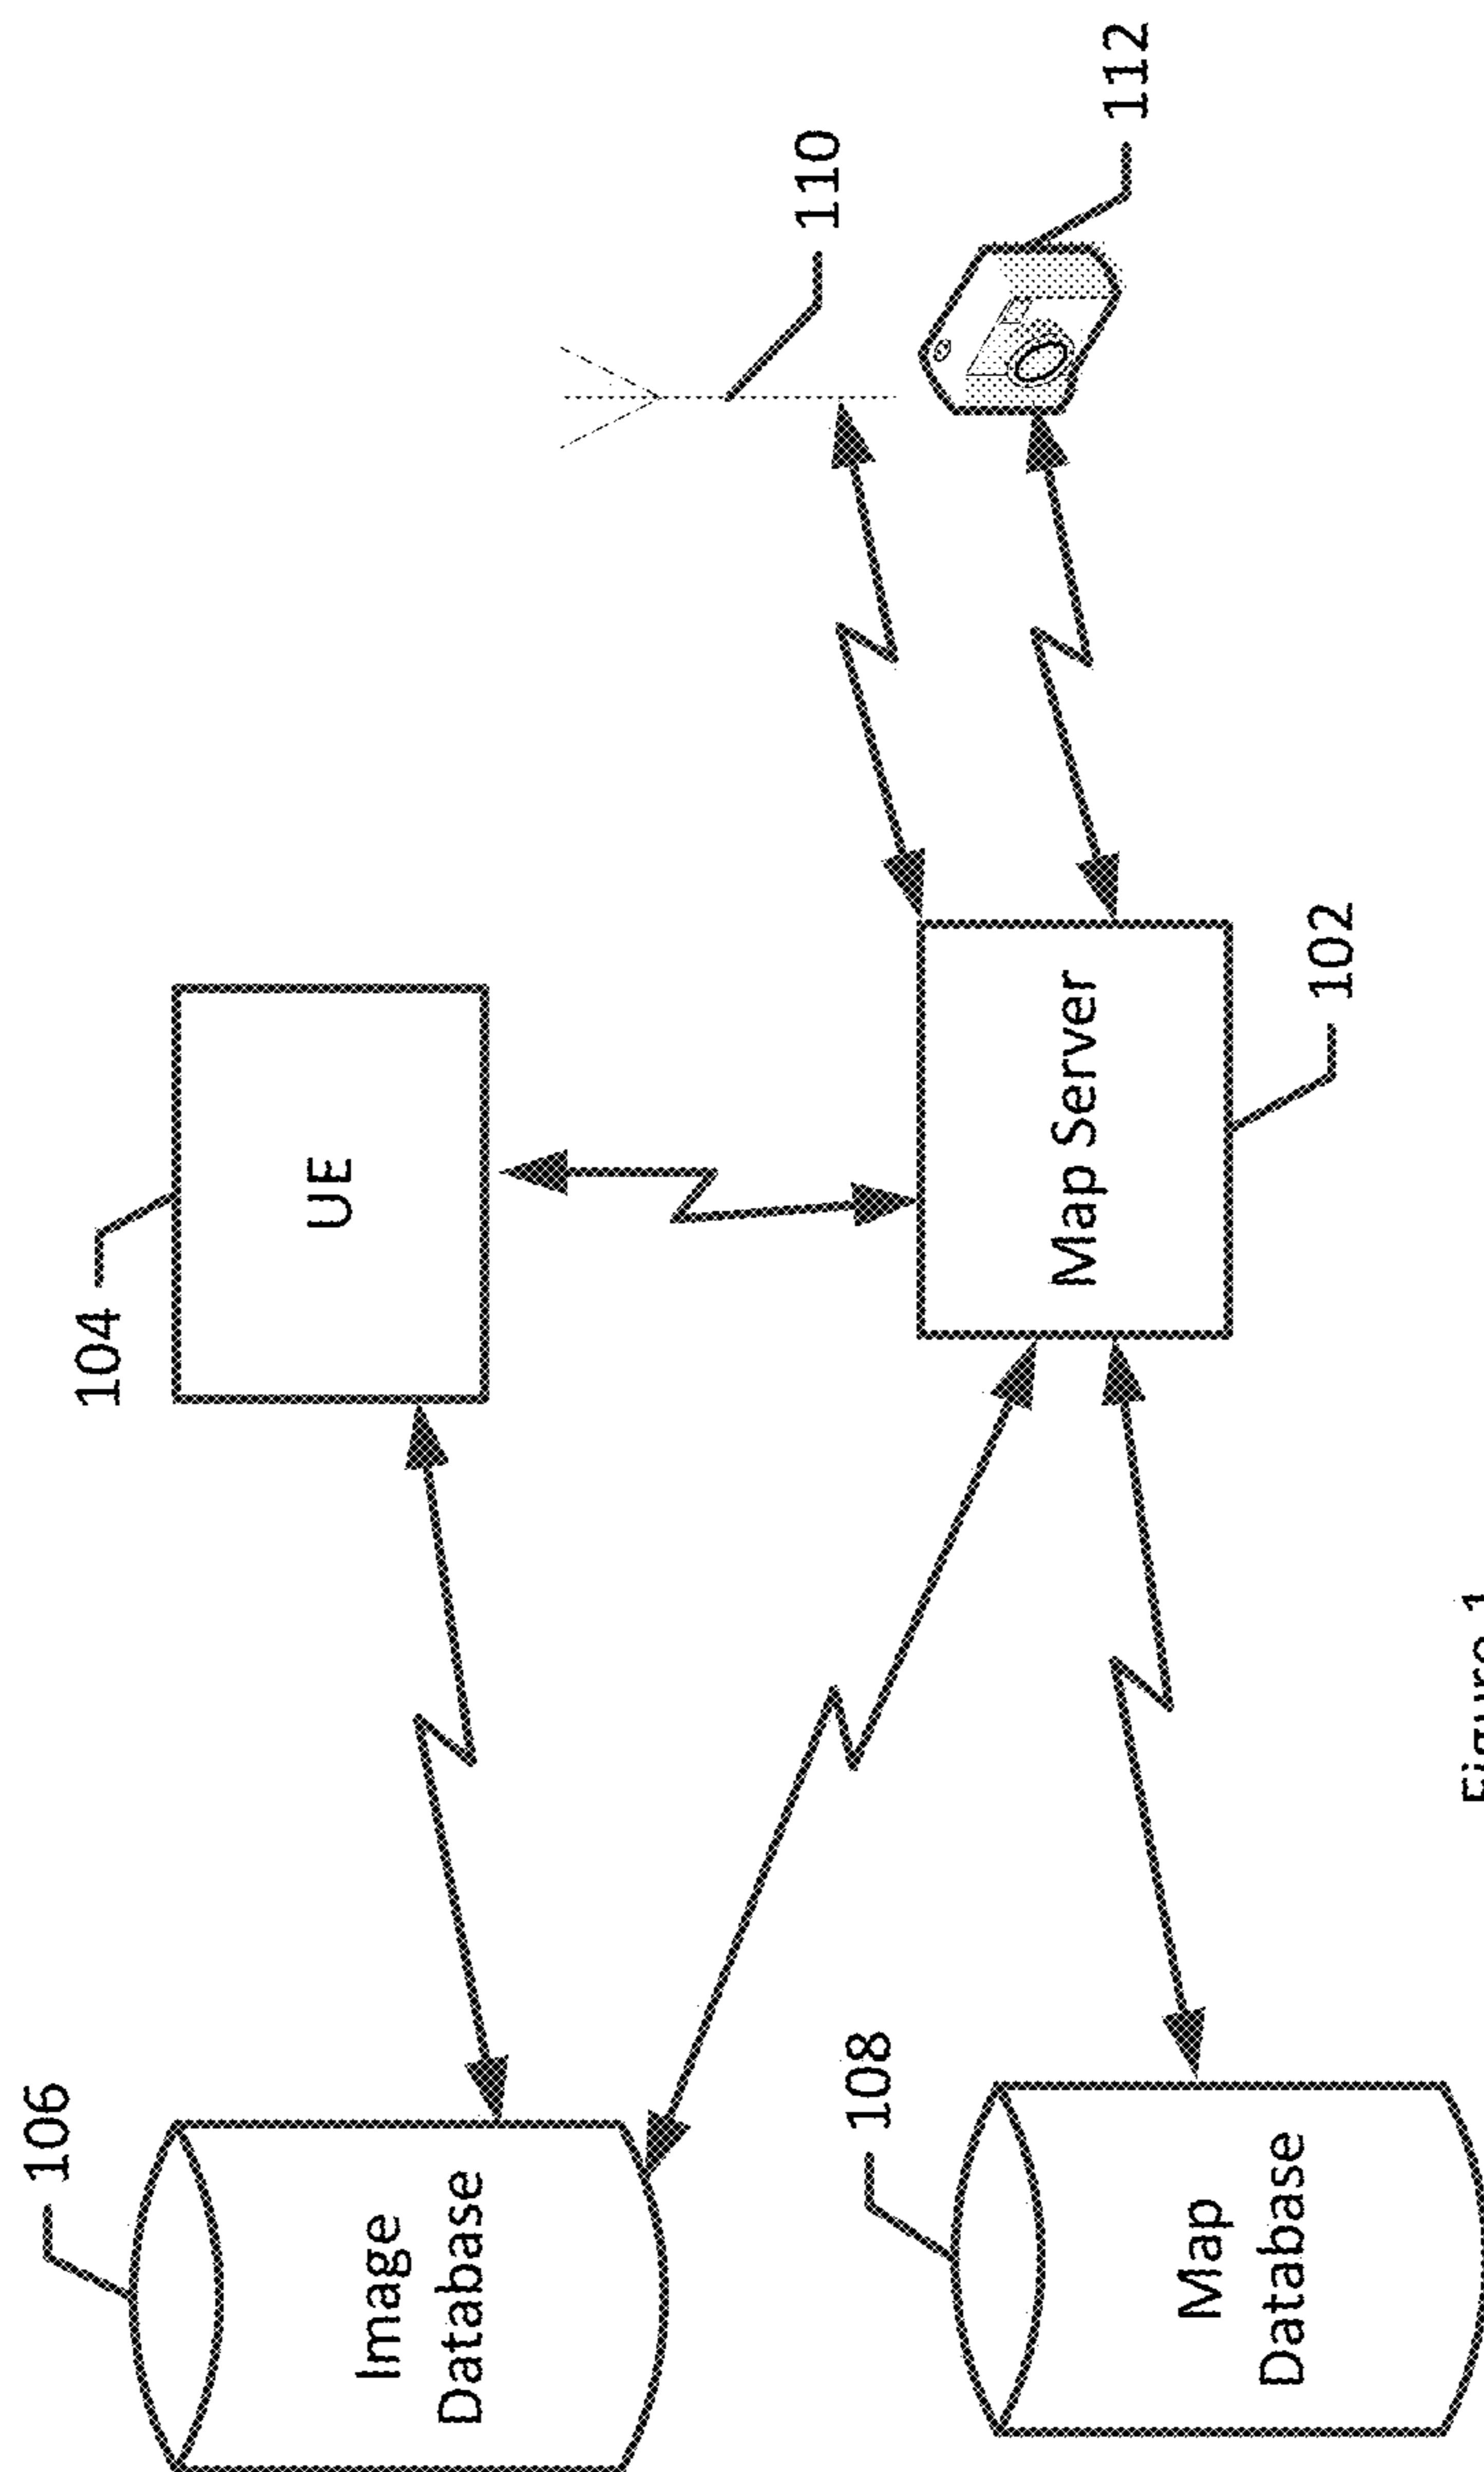 106
Image
Database
104
UE
110
112
108
Map
Database
Map Server
102
Figure 1